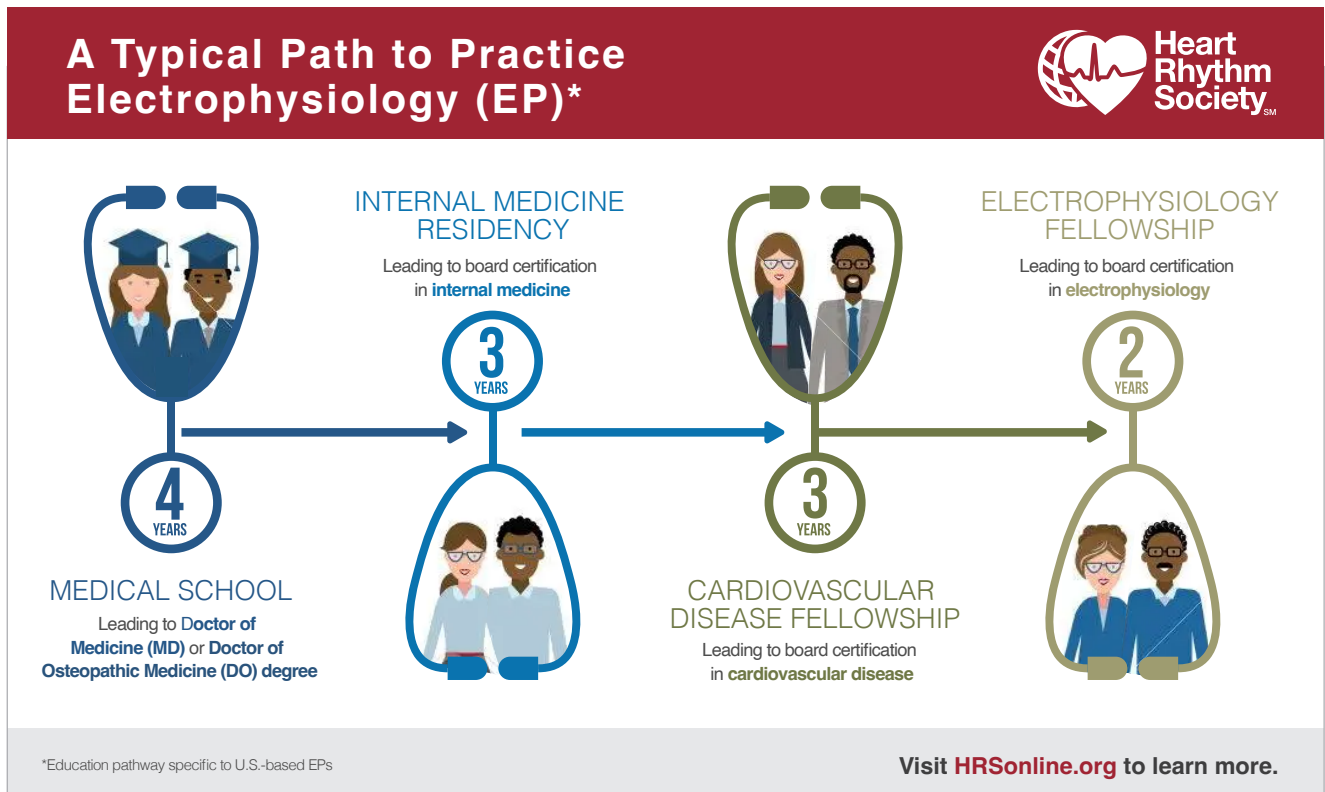 A Typical Path to Practice
Electrophysiology (EP)*
Heart
Rhythm
Society SM
4
YEARS
MEDICAL SCHOOL
Leading to Doctor of
Medicine (MD) or Doctor of
Osteopathic Medicine (DO) degree
INTERNAL MEDICINE
RESIDENCY
Leading to board certification
in internal medicine
3
YEARS
3
YEARS
CARDIOVASCULAR
DISEASE FELLOWSHIP
Leading to board certification
in cardiovascular disease
ELECTROPHYSIOLOGY
FELLOWSHIP
Leading to board certification
in electrophysiology
2
YEARS
*Education pathway specific to U.S.-based EPs
Visit HRSonline.org to learn more.